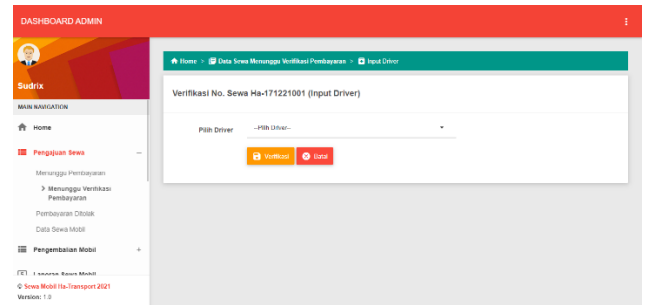 DASHBOARD ADMIN
Home > Data Sewa Menunggu Verifikasi Pembayaran > Input Driver
Sudrix
Verifikasi No. Sewa Ha-171221001 (Input Driver)
MAIN NAVIGATION
Home
Pilih Driver
--Pilih Driver--
Pengajuan Sewa
Verifikasi
Batal
Menunggu Pembayaran
Menunggu Verifikasi
Pembayaran
Pembayaran Ditolak
Data Sewa Mobil
Pengembalian Mobil
Laporan Sewa Mobil
© Sewa Mobil Ha-Transport 2021
Version: 1.0